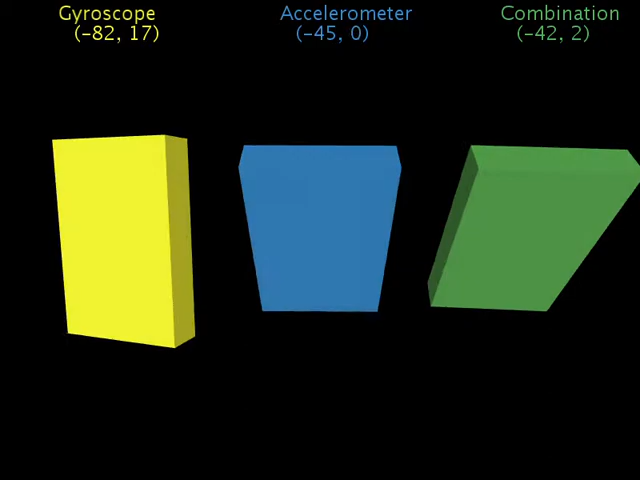 Gyroscope
(-82, 17)
Accelerometer
(-45, 0)
Combination
(-42, 2)